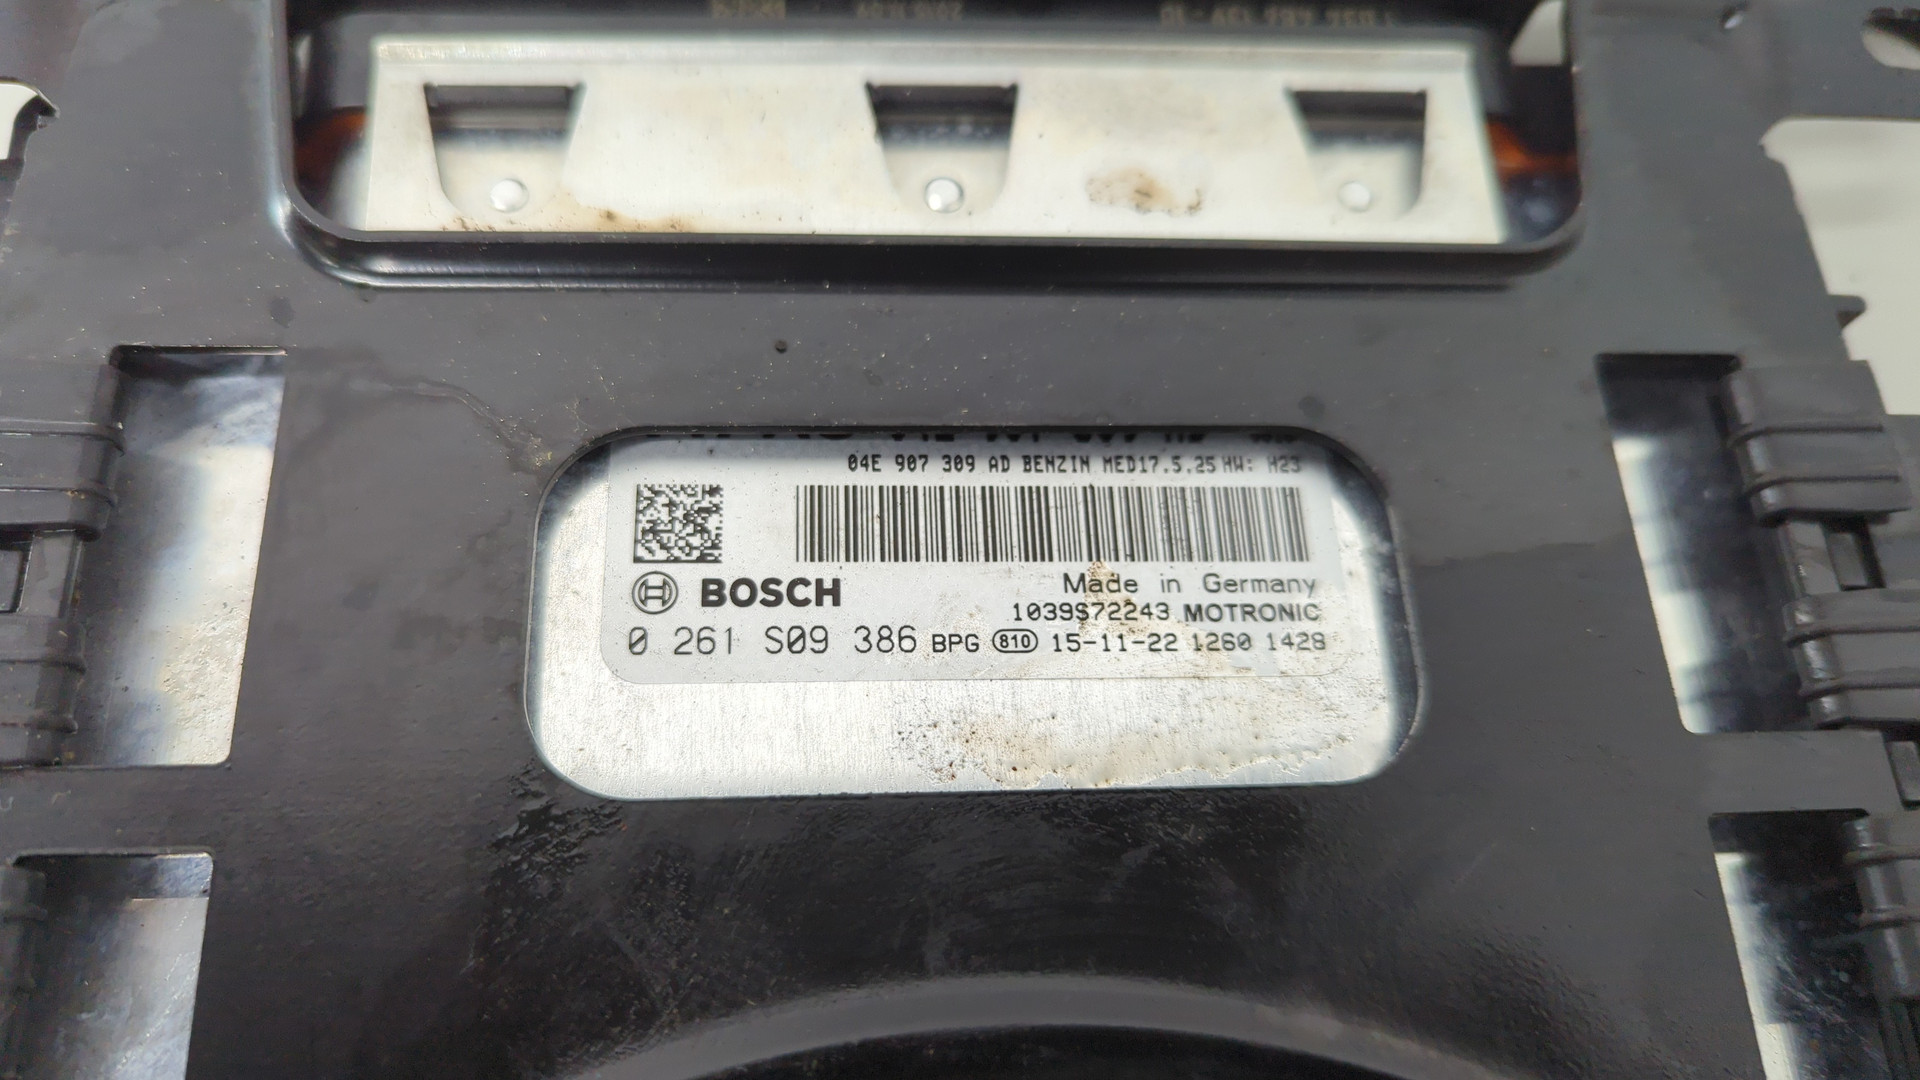 04E 907 309 AD BENZIN MED17.5.25 HW: H23
BOSCH
Made in Germany
1039S72243 MOTRONIC
0 261 S09 386 BPG 810 15-11-22 1260 1428